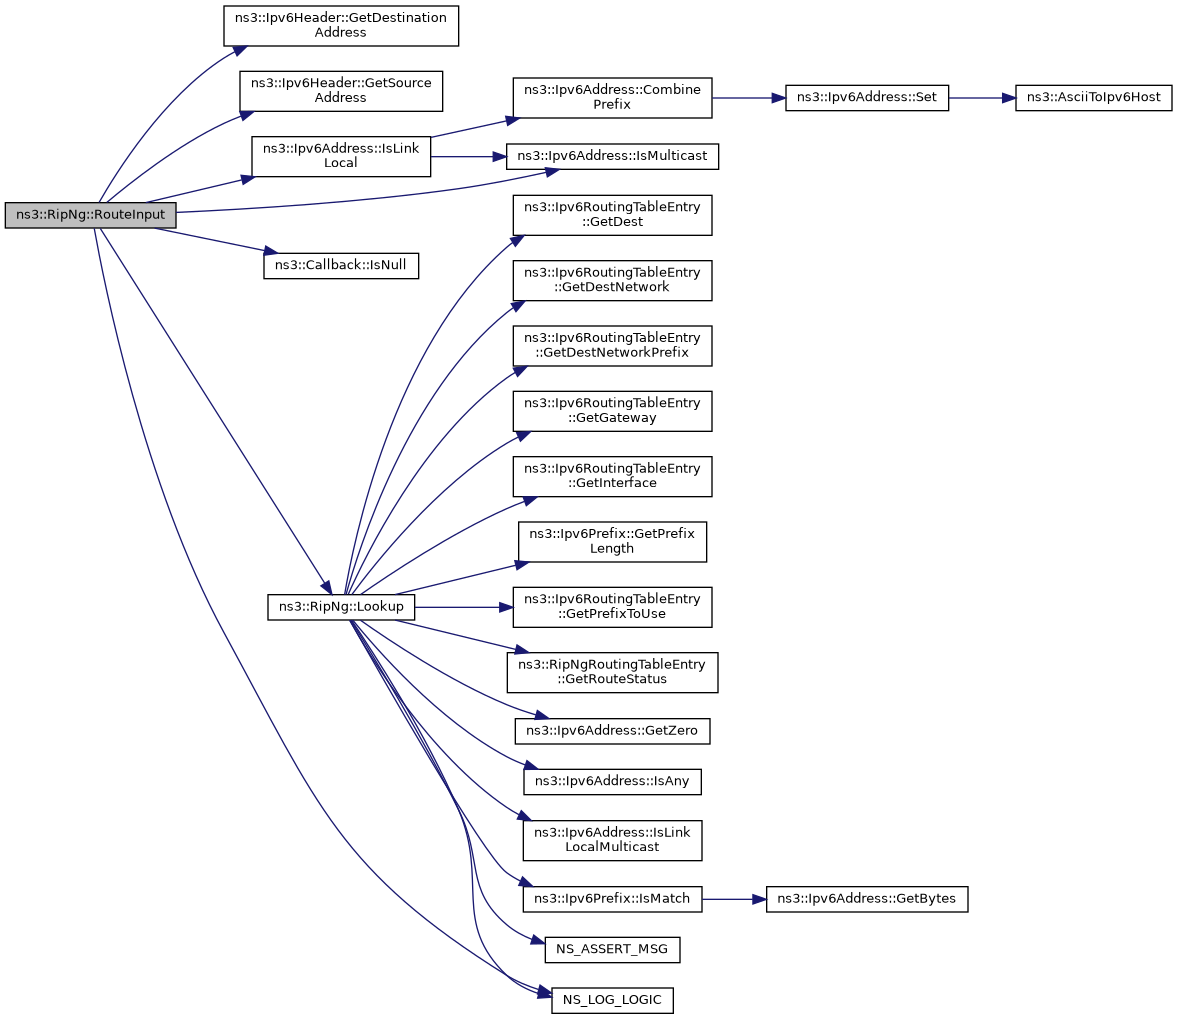 ns3::Ipv6Header::GetDestination
Address
ns3::Ipv6Header::GetSource
Address
ns3::Ipv6Address::Combine
Prefix
ns3::Ipv6Address::Set
ns3::AsciiToIpv6Host
ns3::Ipv6Address::IsLink
Local
ns3::Ipv6Address::IsMulticast
ns3::RipNg::RouteInput
ns3::Ipv6RoutingTableEntry
::GetDest
ns3::Callback::IsNull
ns3::Ipv6RoutingTableEntry
::GetDestNetwork
ns3::Ipv6RoutingTableEntry
::GetDestNetworkPrefix
ns3::Ipv6RoutingTableEntry
::GetGateway
ns3::Ipv6RoutingTableEntry
::GetInterface
ns3::Ipv6Prefix::GetPrefix
Length
ns3::RipNg::Lookup
ns3::Ipv6RoutingTableEntry
::GetPrefixToUse
ns3::RipNgRoutingTableEntry
::GetRouteStatus
ns3::Ipv6Address::GetZero
ns3::Ipv6Address::IsAny
ns3::Ipv6Address::IsLink
LocalMulticast
ns3::Ipv6Prefix::IsMatch
ns3::Ipv6Address::GetBytes
NS_ASSERT_MSG
NS_LOG_LOGIC